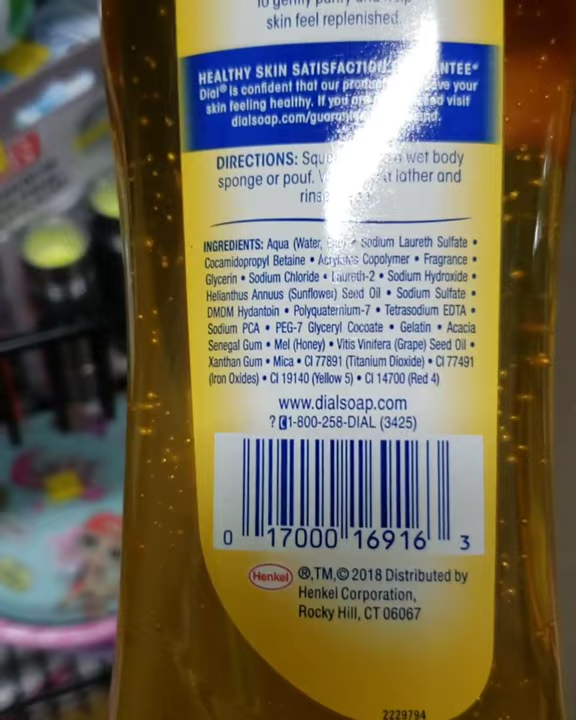 skin feel replenished.
HEALTHY SKIN SATISFACTION
Dial® is confident that our your
skin feeling healthy. If you visit
dialsoap.com/
DIRECTIONS: wet body
sponge or pouf. lather and
INGREDIENTS: Aqua (Water, • Sodium Laureth Sulfate •
Cocamidopropyl Betaine • Acrylates Copolymer • Fragrance •
Glycerin • Sodium Chloride • Laureth-2 • Sodium Hydroxide •
Helianthus Annuus (Sunflower) Seed Oil • Sodium Sulfate •
DMDM Hydantoin • Polyquaternium-7 • Tetrasodium EDTA •
Sodium PCA • PEG-7 Glyceryl Cocoate • Gelatin • Acacia
Senegal Gum • Mel (Honey) • Vitis Vinifera (Grape) Seed Oil •
Xanthan Gum • Mica • CI 77891 (Titanium Dioxide) • CI 77491
(Iron Oxides) • CI 19140 (Yellow 5) • CI 14700 (Red 4)
www.dialsoap.com
? 1-800-258-DIAL (3425)
0 17000 16916 3
Henkel ®,TM,© 2018 Distributed by
Henkel Corporation,
Rocky Hill, CT 06067
2229794